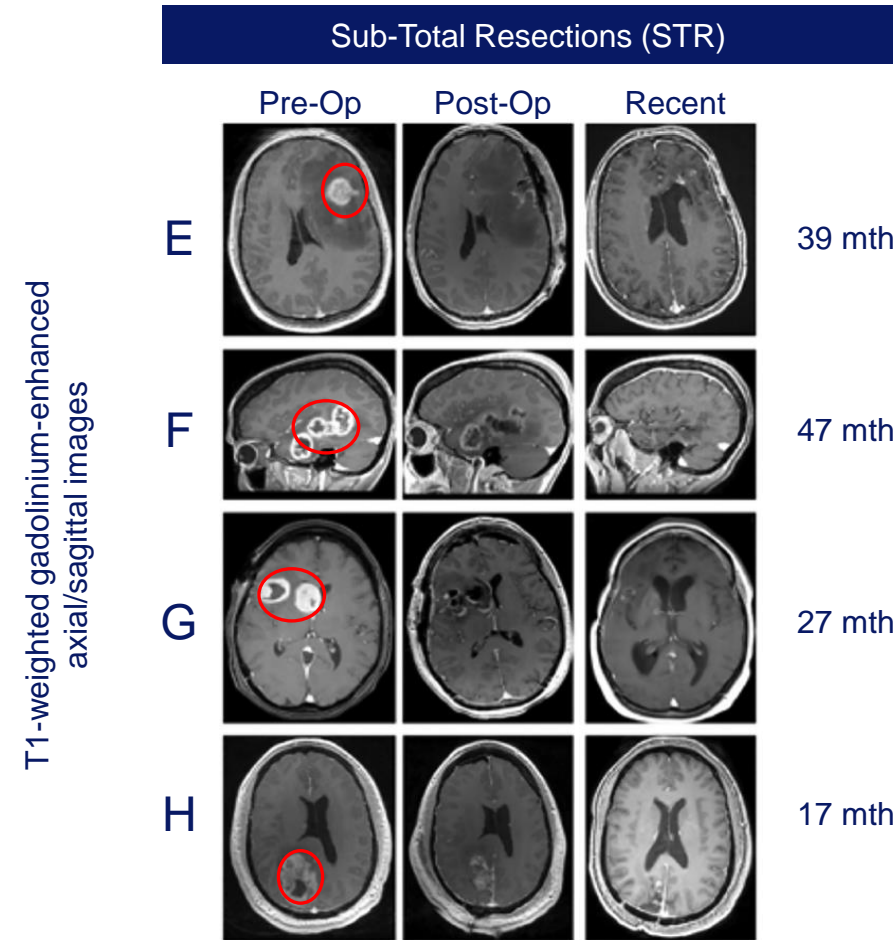 Sub-Total Resections (STR)
Pre-Op Post-Op Recent
E 39 mth
F 47 mth
G 27 mth
H 17 mth
T1-weighted gadolinium-enhanced
axial/sagittal images